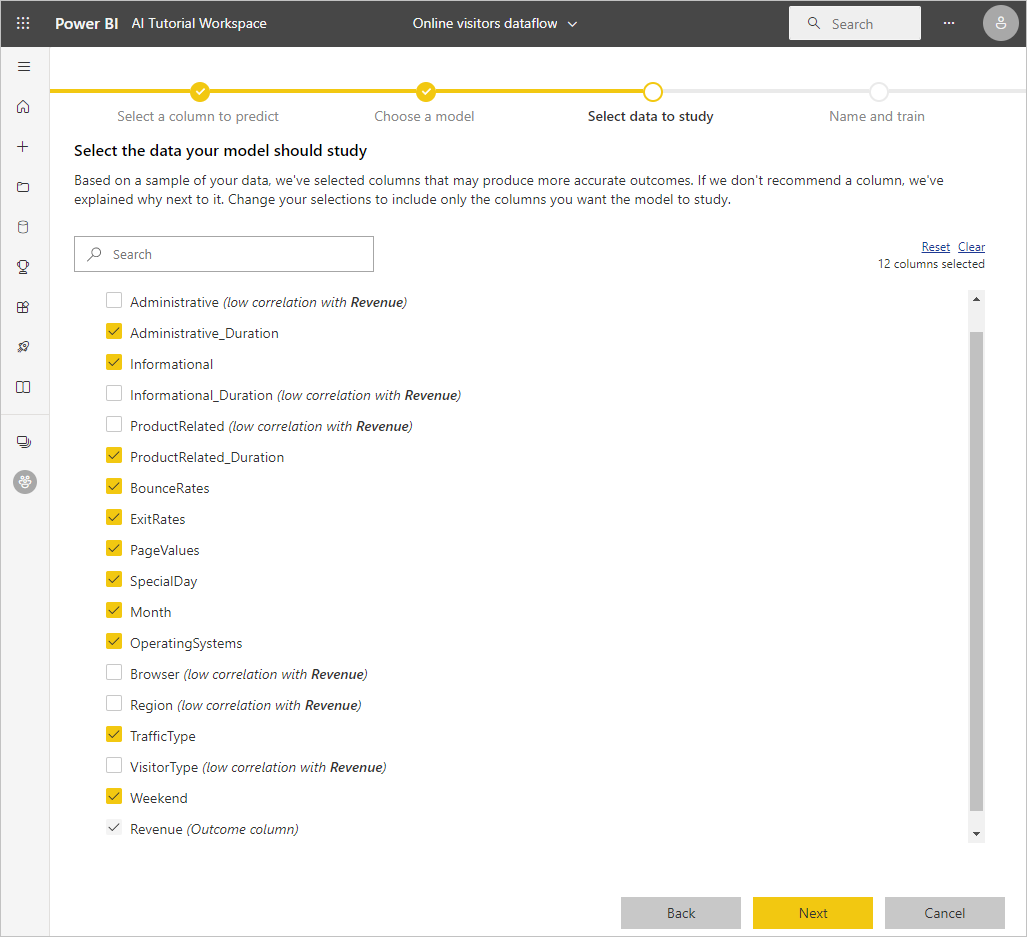 Power BI AI Tutorial Workspace Online visitors dataflow Search ...
Select a column to predict Choose a model Select data to study Name and train
Select the data your model should study
Based on a sample of your data, we've selected columns that may produce more accurate outcomes. If we don't recommend a column, we've
explained why next to it. Change your selections to include only the columns you want the model to study.
Search
Reset Clear
12 columns selected
Administrative (low correlation with Revenue)
Administrative_Duration
Informational
Informational_Duration (low correlation with Revenue)
ProductRelated (low correlation with Revenue)
ProductRelated_Duration
BounceRates
ExitRates
PageValues
SpecialDay
Month
OperatingSystems
Browser (low correlation with Revenue)
Region (low correlation with Revenue)
TrafficType
VisitorType (low correlation with Revenue)
Weekend
Revenue (Outcome column)
Back Next Cancel